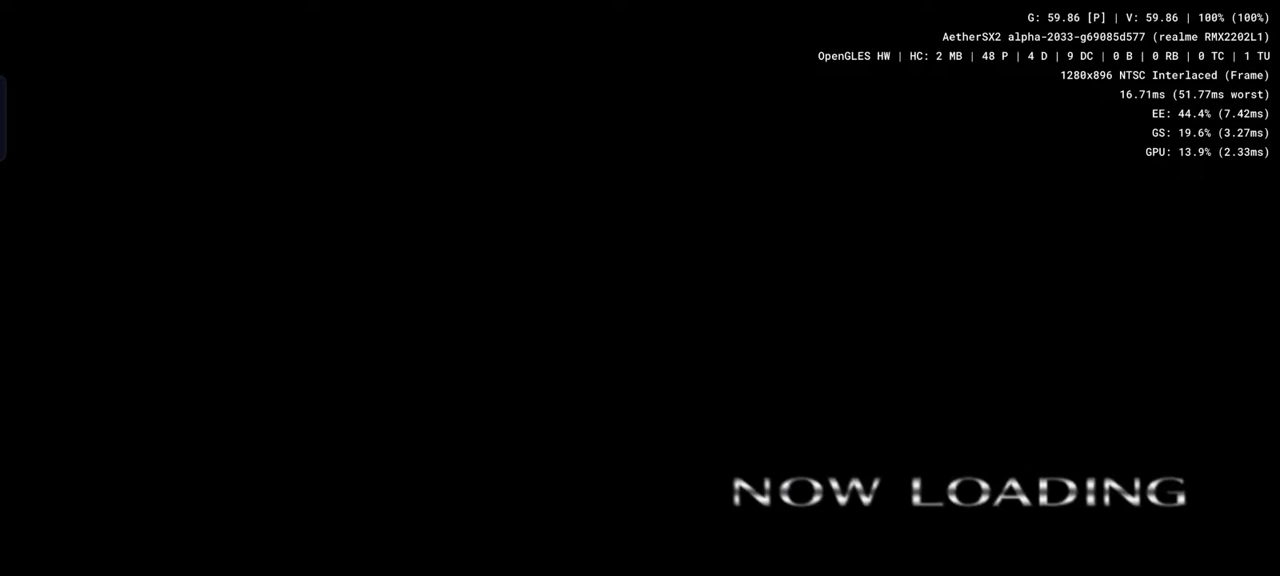 G: 59.86 [P] | V: 59.86 | 100% (100%)
AetherSX2 alpha-2033-g69085d577 (realme RMX2202L1)
OpenGLES HW | HC: 2 MB | 48 P | 4 D | 9 DC | 0 B | 0 RB | 0 TC | 1 TU
1280x896 NTSC Interlaced (Frame)
16.71ms (51.77ms worst)
EE: 44.4% (7.42ms)
GS: 19.6% (3.27ms)
GPU: 13.9% (2.33ms)
NOW LOADING